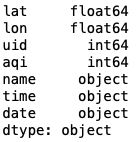 lat      float64
lon      float64
uid        int64
aqi        int64
name      object
time      object
date      object
dtype: object